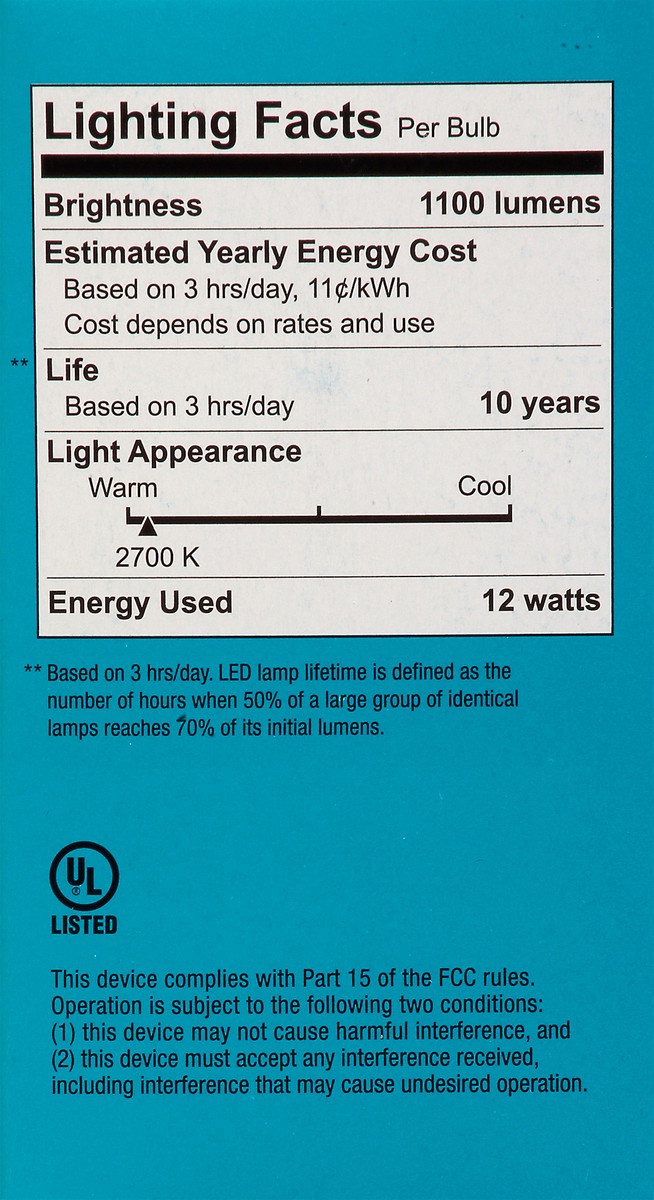 Lighting Facts Per Bulb
Brightness 1100 lumens
Estimated Yearly Energy Cost
Based on 3 hrs/day, 11¢/kWh
Cost depends on rates and use
** Life
Based on 3 hrs/day 10 years
Light Appearance
Warm Cool
2700 K
Energy Used 12 watts
** Based on 3 hrs/day. LED lamp lifetime is defined as the
number of hours when 50% of a large group of identical
lamps reaches 70% of its initial lumens.
UL
®
LISTED
This device complies with Part 15 of the FCC rules.
Operation is subject to the following two conditions:
(1) this device may not cause harmful interference, and
(2) this device must accept any interference received,
including interference that may cause undesired operation.